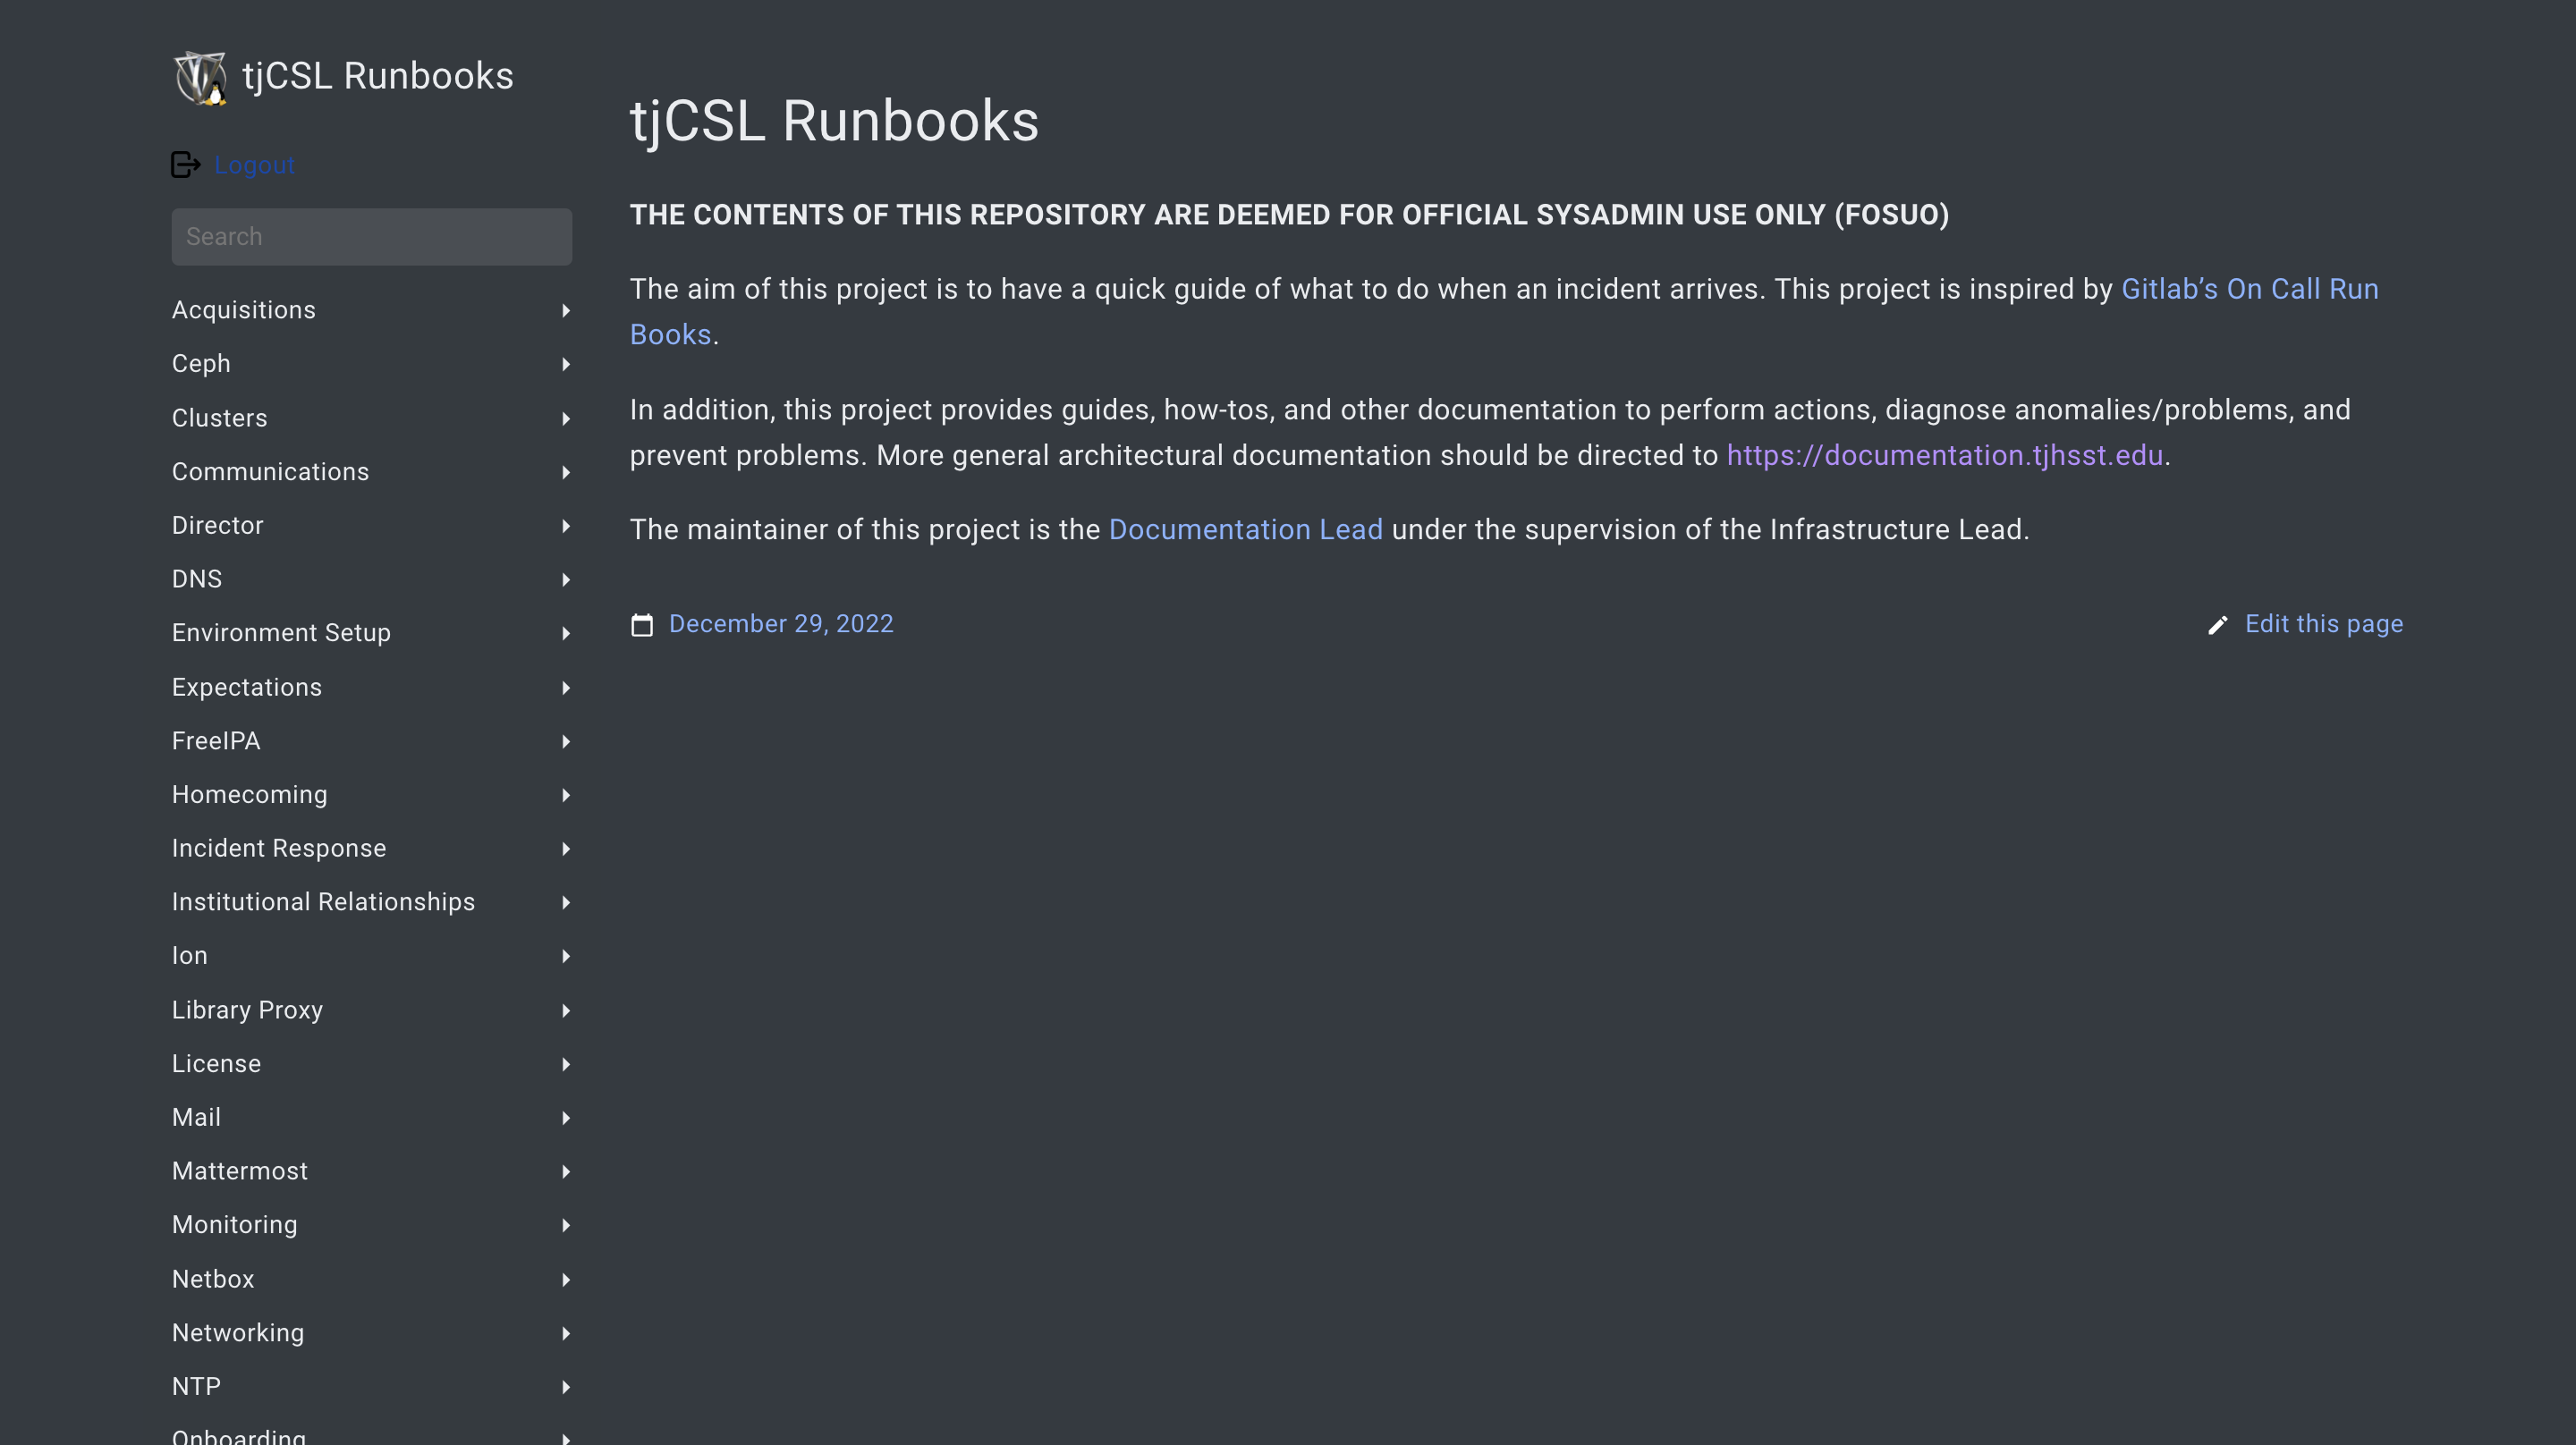 tjCSL Runbooks
Logout
Search
Acquisitions
Ceph
Clusters
Communications
Director
DNS
Environment Setup
Expectations
FreeIPA
Homecoming
Incident Response
Institutional Relationships
Ion
Library Proxy
License
Mail
Mattermost
Monitoring
Netbox
Networking
NTP
Onboarding
tjCSL Runbooks
THE CONTENTS OF THIS REPOSITORY ARE DEEMED FOR OFFICIAL SYSADMIN USE ONLY (FOSUO)
The aim of this project is to have a quick guide of what to do when an incident arrives. This project is inspired by Gitlab’s On Call Run
Books.
In addition, this project provides guides, how-tos, and other documentation to perform actions, diagnose anomalies/problems, and
prevent problems. More general architectural documentation should be directed to https://documentation.tjhsst.edu.
The maintainer of this project is the Documentation Lead under the supervision of the Infrastructure Lead.
December 29, 2022
Edit this page